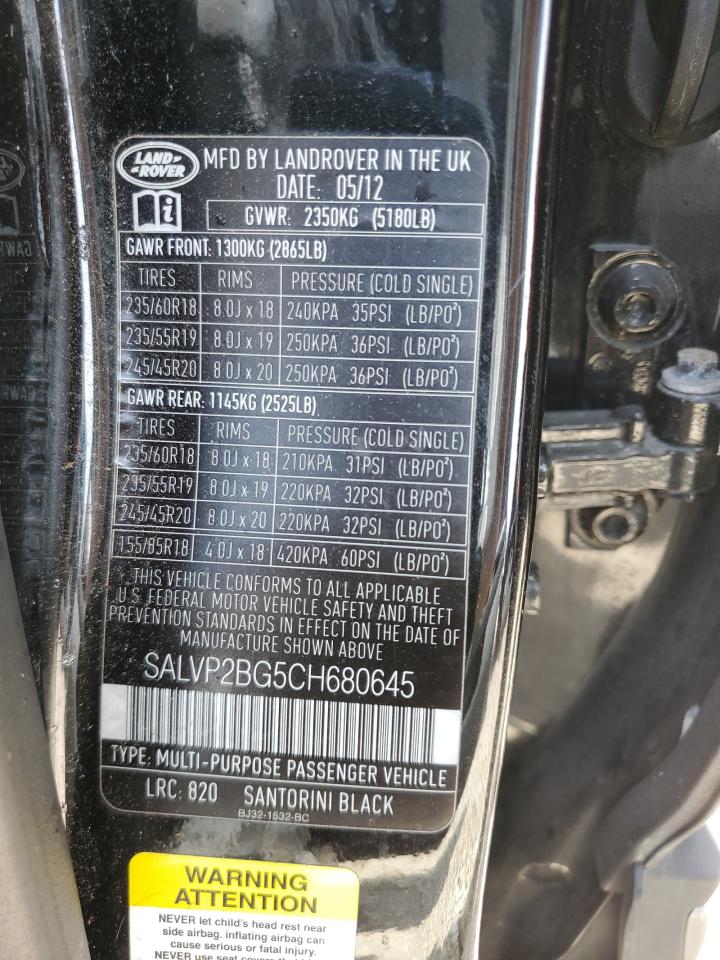 LAND-
ROVER
MFD BY LANDROVER IN THE UK
DATE: 05/12
GVWR: 2350KG (5180LB)
GAWR FRONT: 1300KG (2865LB)
TIRES RIMS PRESSURE (COLD SINGLE)
235/60R18 8.0J x 18 240KPA 35PSI (LB/PO²)
235/55R19 8.0J x 19 250KPA 36PSI (LB/PO²)
245/45R20 8.0J x 20 250KPA 36PSI (LB/PO²)
GAWR REAR: 1145KG (2525LB)
TIRES RIMS PRESSURE (COLD SINGLE)
235/60R18 8.0J x 18 210KPA 31PSI (LB/PO²)
235/55R19 8.0J x 19 220KPA 32PSI (LB/PO²)
245/45R20 8.0J x 20 220KPA 32PSI (LB/PO²)
155/85R18 4.0J x 18 420KPA 60PSI (LB/PO²)
THIS VEHICLE CONFORMS TO ALL APPLICABLE
U.S. FEDERAL MOTOR VEHICLE SAFETY AND THEFT
PREVENTION STANDARDS IN EFFECT ON THE DATE OF
MANUFACTURE SHOWN ABOVE
SALVP2BG5CH680645
TYPE: MULTI-PURPOSE PASSENGER VEHICLE
LRC: 820 SANTORINI BLACK
BJ32-1532-BC
WARNING
ATTENTION
NEVER let child's head rest near
side airbag. inflating airbag can
cause serious or fatal injury.
NEVER use seat covers that